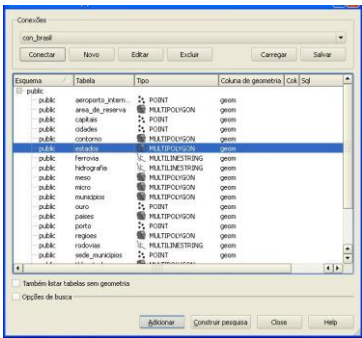 Conexões
con_brasil
Conectar Novo Editar Excluir Carregar Salvar
Esquema Tabela Tipo Coluna de geometria Sql
public
public aeroporto_intern... POINT geom
public area_de_reserva MULTIPOLYGON geom
public capitais POINT geom
public cidades POINT geom
public contorno MULTIPOLYGON geom
public estados MULTIPOLYGON geom
public Ferrovia MULTILINESTRING geom
public hidrografia MULTILINESTRING geom
public meso MULTIPOLYGON geom
public micro MULTIPOLYGON geom
public municipios MULTIPOLYGON geom
public ouro POINT geom
public paises MULTIPOLYGON geom
public porto POINT geom
public regioes MULTIPOLYGON geom
public rodovias MULTILINESTRING geom
public sede_municipios POINT geom
Também listar tabelas sem geometria
Opções de busca
Adicionar Construir pesquisa Close Help